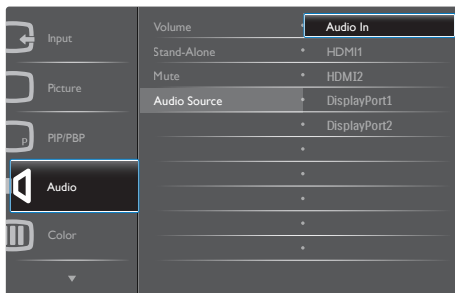 Input
Picture
PIP/PBP
P
Audio
Color
Volume
Stand-Alone
Mute
Audio Source
Audio In
HDMI1
HDMI2
DisplayPort1
DisplayPort2